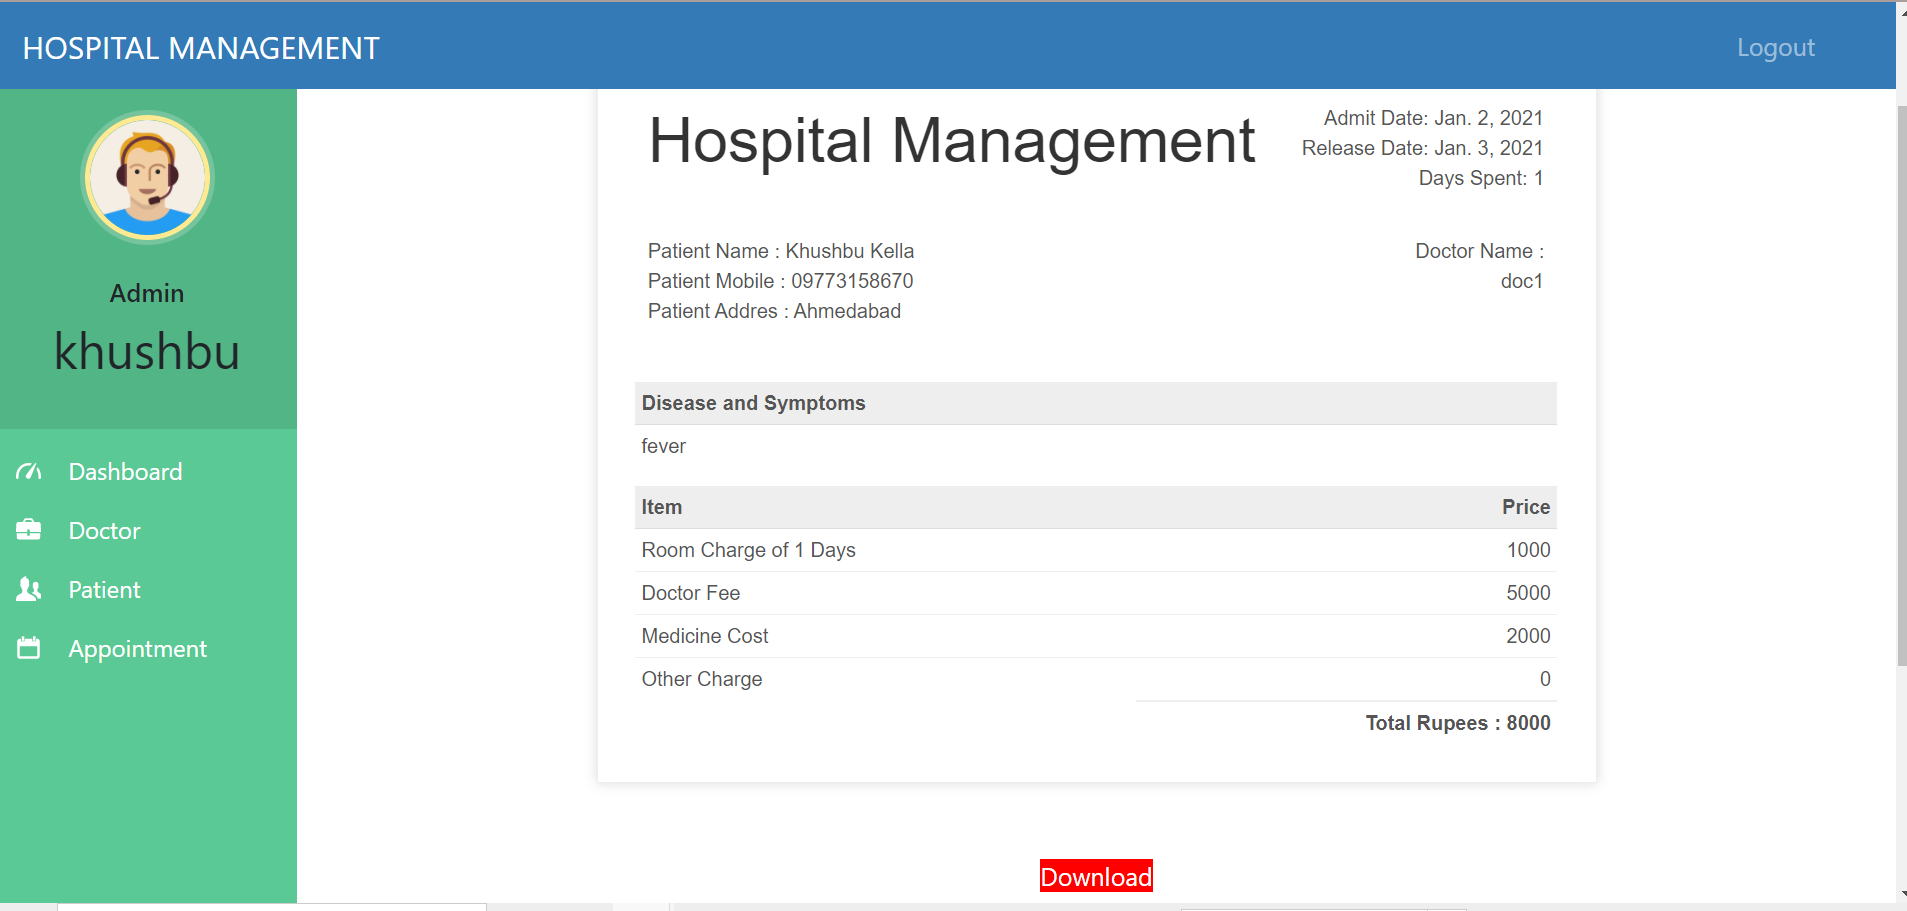 HOSPITAL MANAGEMENT
Logout
Admin
khushbu
Dashboard
Doctor
Patient
Appointment
Hospital Management
Admit Date: Jan. 2, 2021
Release Date: Jan. 3, 2021
Days Spent: 1
Patient Name : Khushbu Kella
Patient Mobile : 09773158670
Patient Addres : Ahmedabad
Doctor Name :
doc1
Disease and Symptoms
fever
Item Price
Room Charge of 1 Days 1000
Doctor Fee 5000
Medicine Cost 2000
Other Charge 0
Total Rupees : 8000
Download